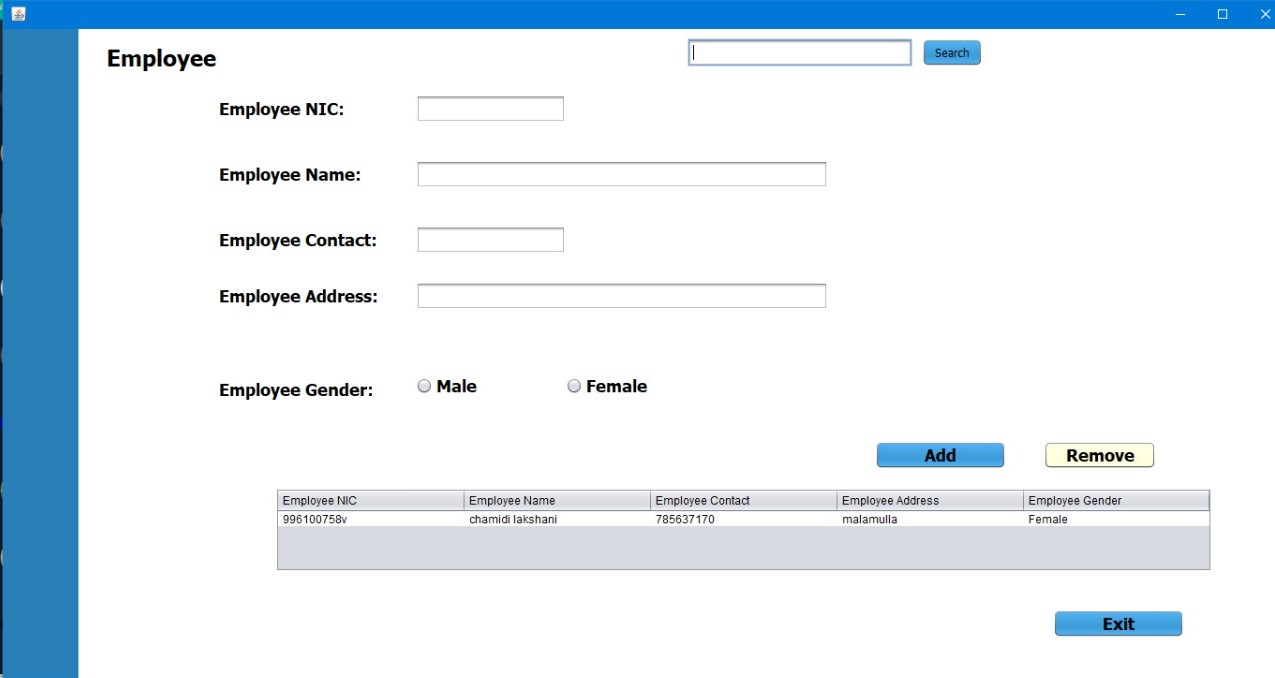 Employee
Search
Employee NIC:
Employee Name:
Employee Contact:
Employee Address:
Employee Gender: Male Female
Add Remove
Employee NIC Employee Name Employee Contact Employee Address Employee Gender
996100758v chamidi lakshani 785637170 malamulla Female
Exit